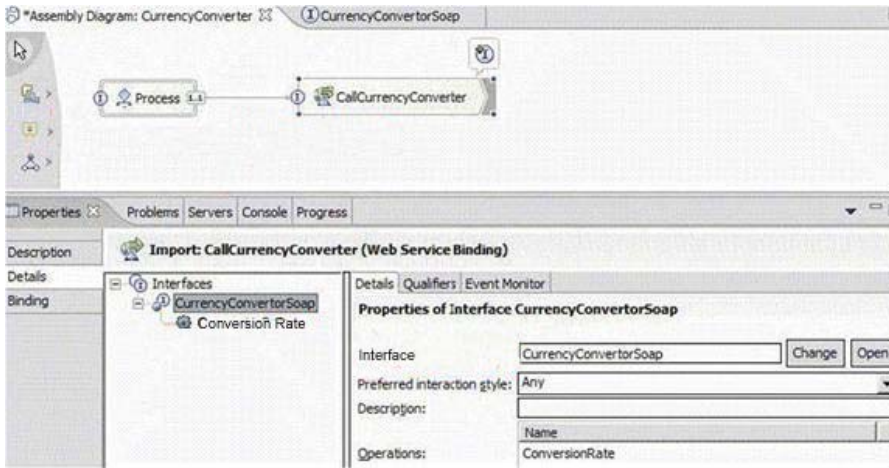 *Assembly Diagram: CurrencyConverter CurrencyConvertorSoap
Process 1..1 CallCurrencyConverter
Properties Problems Servers Console Progress
Description
Details
Binding
Import: CallCurrencyConverter (Web Service Binding)
Interfaces
CurrencyConvertorSoap
Conversion Rate
Details Qualifiers Event Monitor
Properties of Interface CurrencyConvertorSoap
Interface CurrencyConvertorSoap Change Open
Preferred interaction style: Any
Description:
Name
Operations: ConversionRate